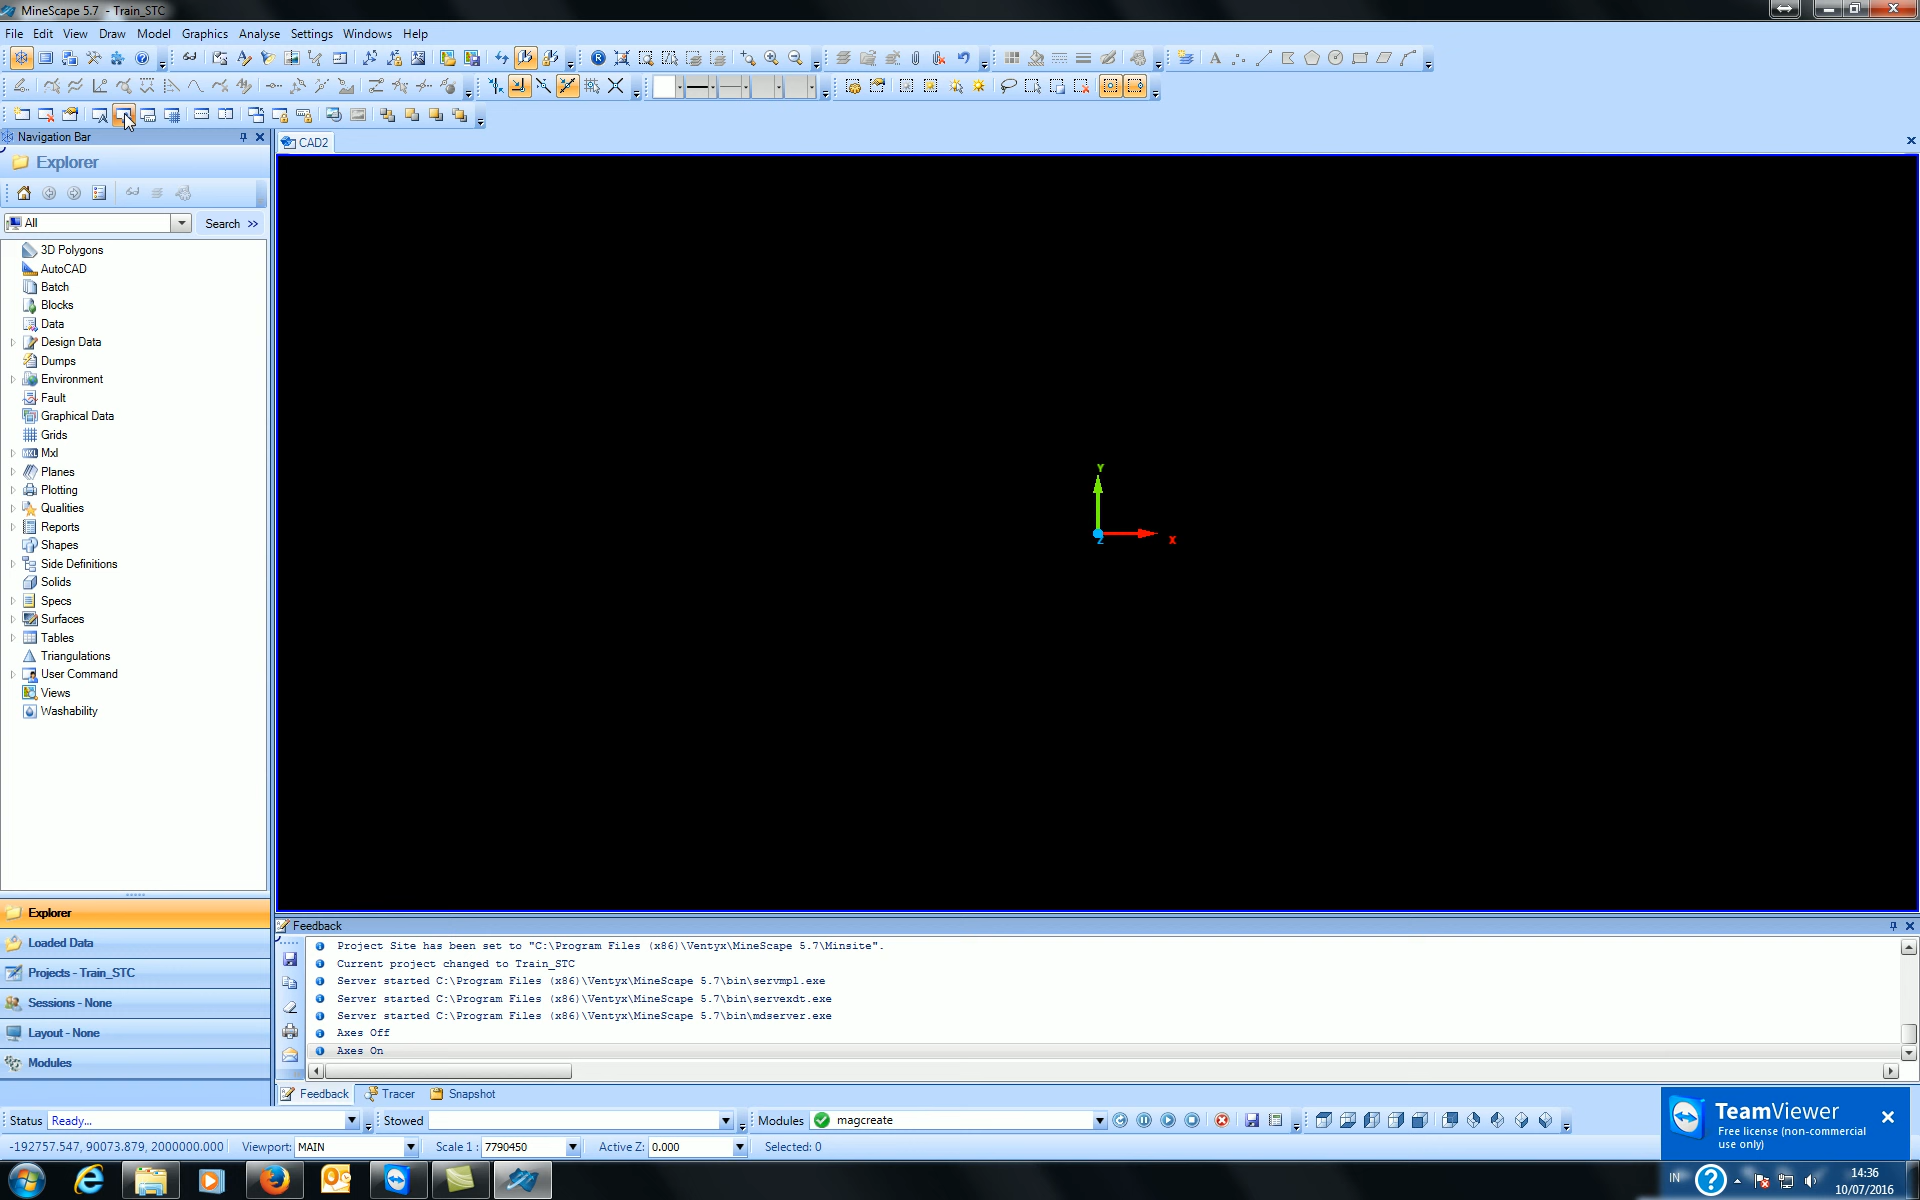 MineScape 5.7 - Train_STC
File Edit View Draw Model Graphics Analyse Settings Windows Help
Navigation Bar
CAD2
Explorer
All
Search >>
3D Polygons
AutoCAD
Batch
Blocks
Data
Design Data
Dumps
Environment
Fault
Graphical Data
Grids
Mxl
Planes
Plotting
Qualities
Reports
Shapes
Side Definitions
Solids
Specs
Surfaces
Tables
Triangulations
User Command
Views
Washability
Y
Z
X
Explorer
Loaded Data
Projects - Train_STC
Sessions - None
Layout - None
Modules
Feedback
Project Site has been set to "C:\Program Files (x86)\Ventyx\MineScape 5.7\Minsite".
Current project changed to Train_STC
Server started C:\Program Files (x86)\Ventyx\MineScape 5.7\bin\servmpl.exe
Server started C:\Program Files (x86)\Ventyx\MineScape 5.7\bin\servexdt.exe
Server started C:\Program Files (x86)\Ventyx\MineScape 5.7\bin\mdserver.exe
Axes Off
Axes On
Feedback Tracer Snapshot
Status Ready... Stowed Modules magcreate
-192757.547, 90073.879, 2000000.000 Viewport: MAIN Scale 1 : 7790450 Active Z: 0.000 Selected: 0
TeamViewer
Free license (non-commercial
use only)
IN
14:36
10/07/2016